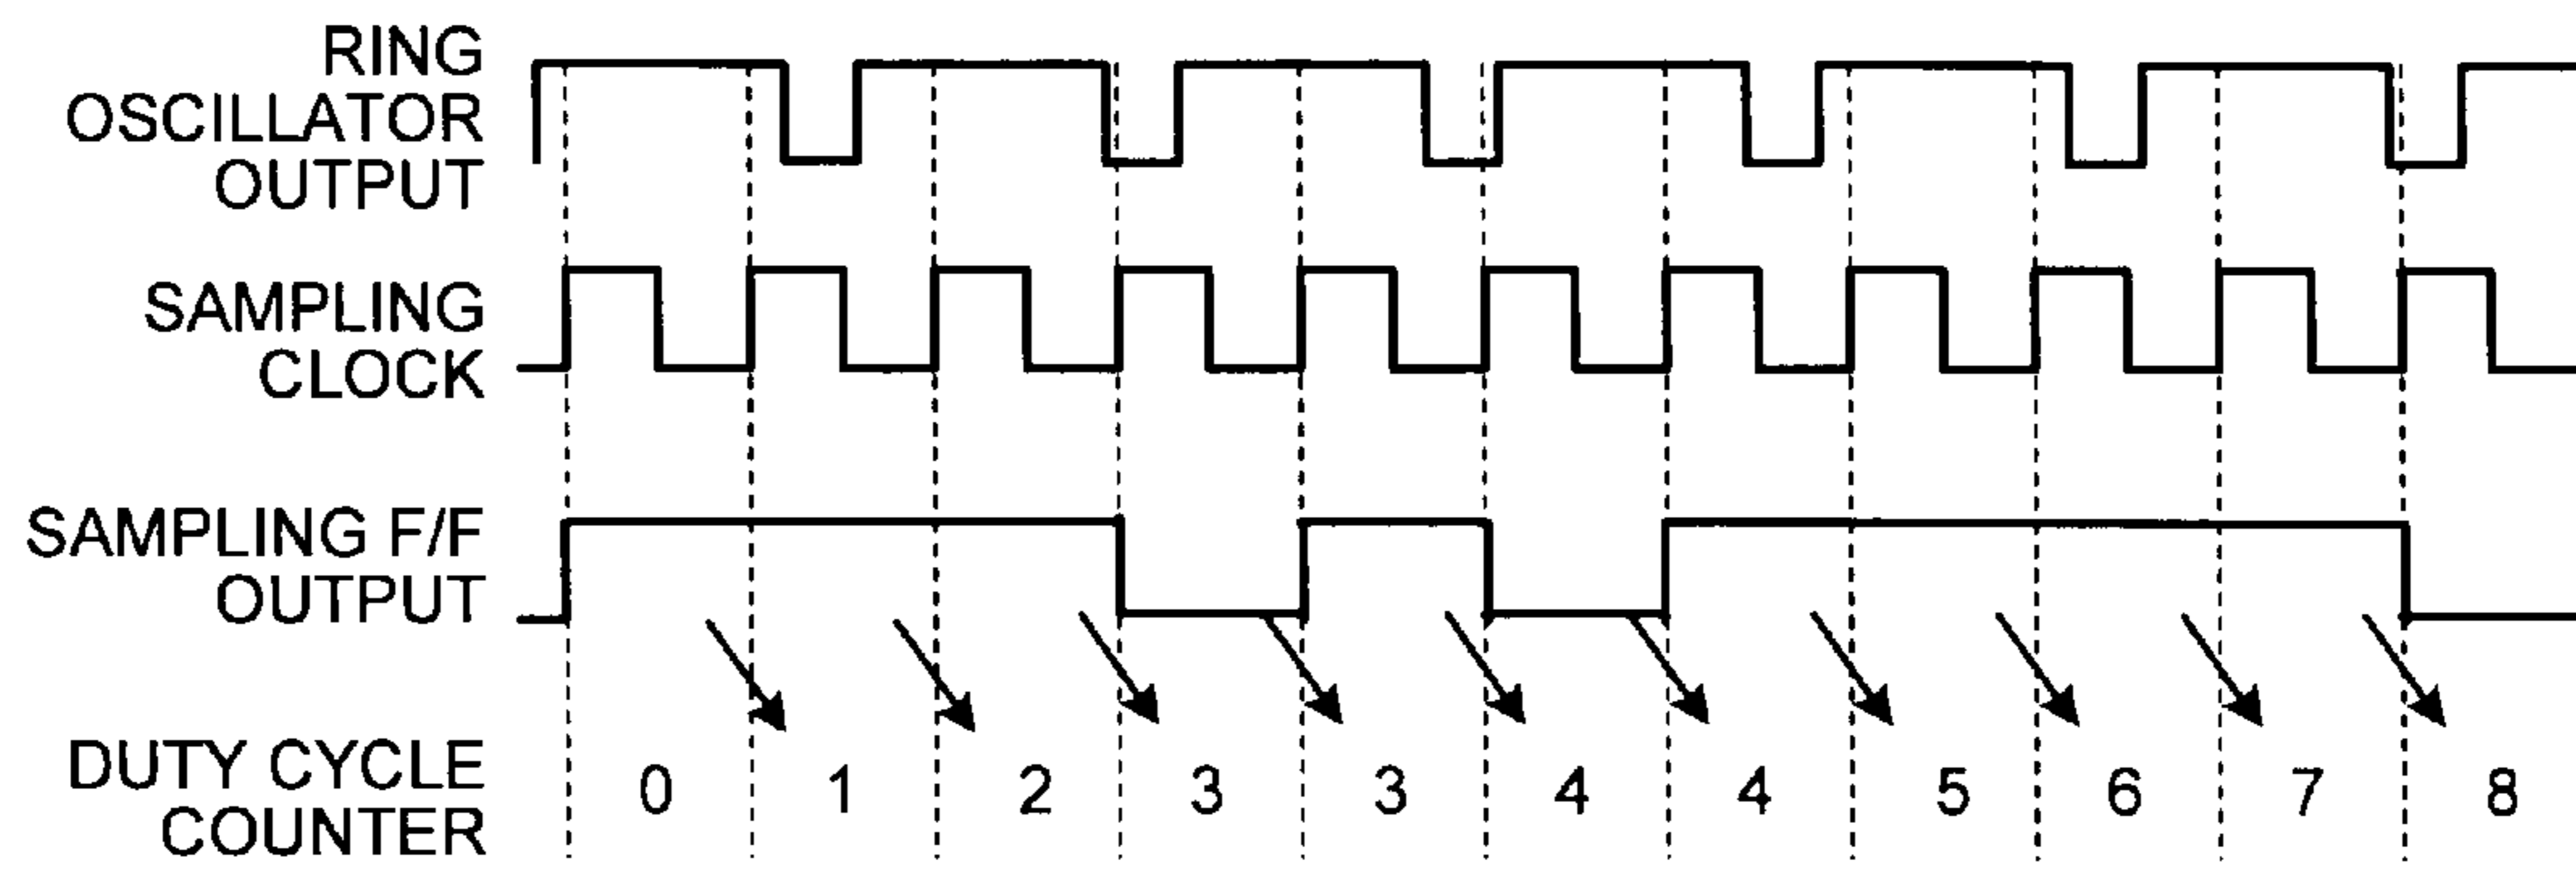 RING
OSCILLATOR
OUTPUT
SAMPLING
CLOCK
SAMPLING F/F
OUTPUT
DUTY CYCLE
COUNTER
0 1 2 3 3 4 4 5 6 7 8